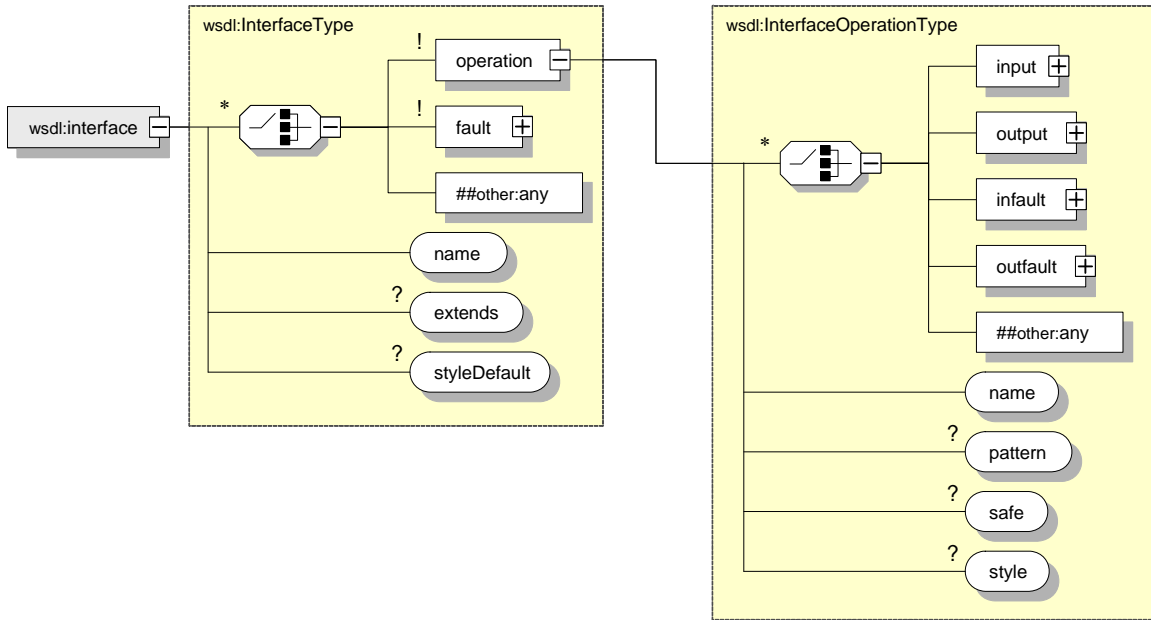 wsdl:InterfaceType
wsdl:InterfaceOperationType
! operation
input
* wsdl:interface
! fault
output
*
infault
##other:any
outfault
name
##other:any
? extends
name
? styleDefault
? pattern
? safe
? style